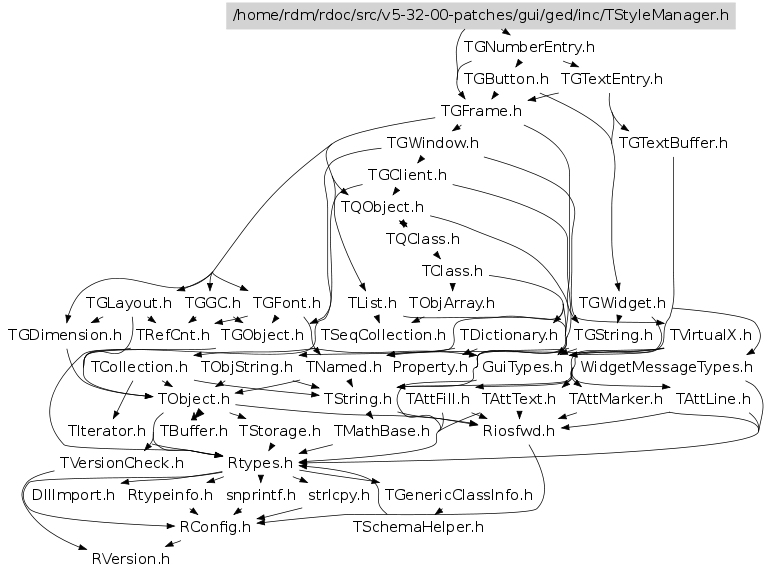 /home/rdm/rdoc/src/v5-32-00-patches/gui/ged/inc/TStyleManager.h
TGNumberEntry.h
TGButton.h TGTextEntry.h
TGFrame.h
TGWindow.h TGTextBuffer.h
TGClient.h
TQObject.h
TQClass.h
TClass.h
TGLayout.h TGGC.h TGFont.h TList.h TObjArray.h TGWidget.h
TGDimension.h TRefCnt.h TGObject.h TSeqCollection.h TDictionary.h TGString.h TVirtualX.h
TCollection.h TObjString.h TNamed.h Property.h GuiTypes.h WidgetMessageTypes.h
TObject.h TString.h TAttFill.h TAttText.h TAttMarker.h TAttLine.h
TIterator.h TBuffer.h TStorage.h TMathBase.h Riosfwd.h
TVersionCheck.h Rtypes.h
DllImport.h Rtypeinfo.h snprintf.h strlcpy.h TGenericClassInfo.h
RConfig.h TSchemaHelper.h
RVersion.h